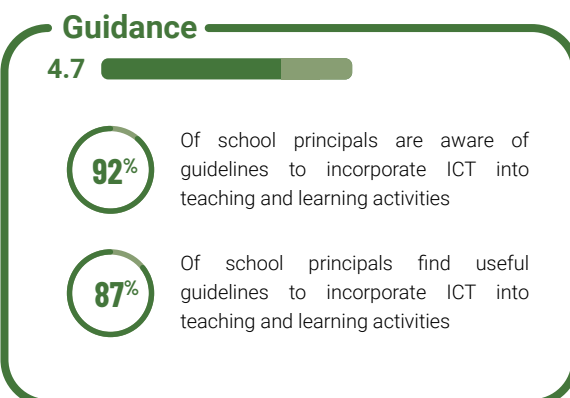 Guidance
4.7
92%
Of school principals are aware of
guidelines to incorporate ICT into
teaching and learning activities
87%
Of school principals find useful
guidelines to incorporate ICT into
teaching and learning activities